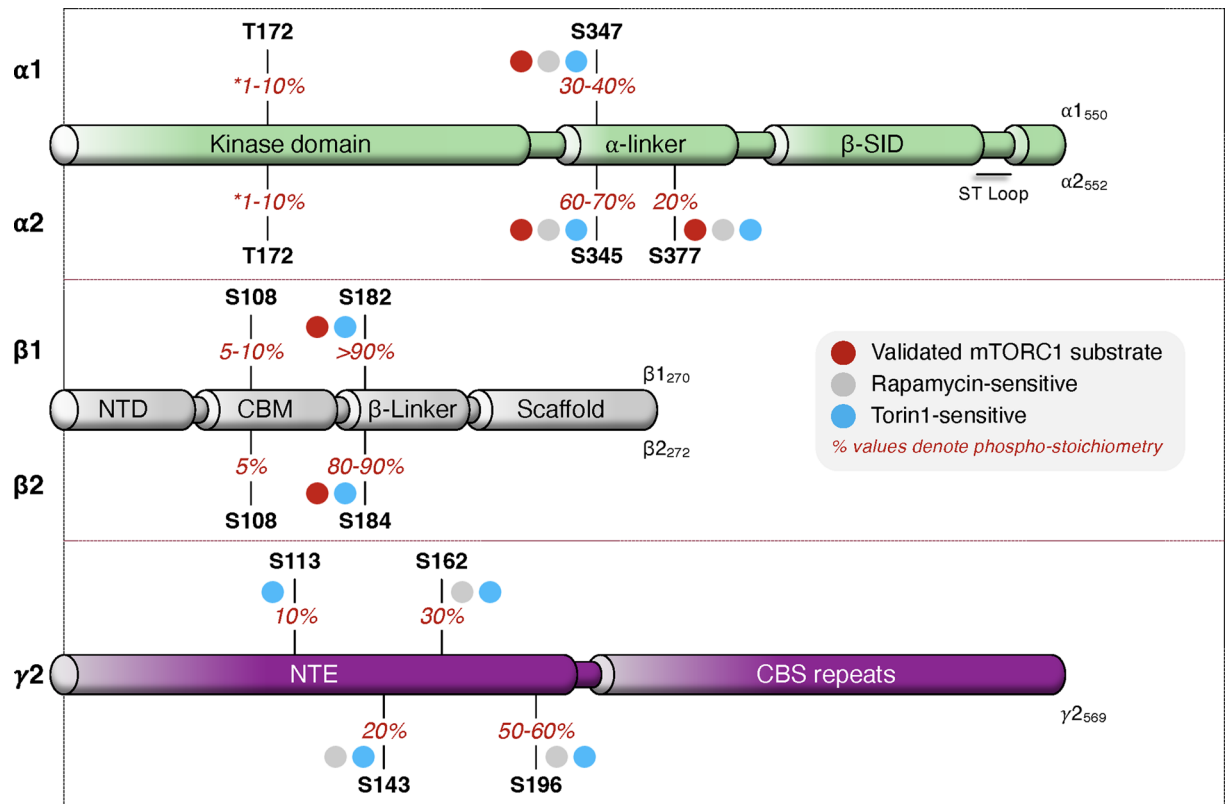 T172 S347
α1
*1-10% 30-40%
α1550
Kinase domain α-linker β-SID
α2552
*1-10% 60-70% 20% ST Loop
α2
T172 S345 S377
S108 S182
β1
5-10% >90%
β1270
NTD CBM β-Linker Scaffold
β2272
5% 80-90%
β2
S108 S184
Validated mTORC1 substrate
Rapamycin-sensitive
Torin1-sensitive
% values denote phospho-stoichiometry
S113 S162
10% 30%
γ2
NTE CBS repeats
γ2569
20% 50-60%
S143 S196